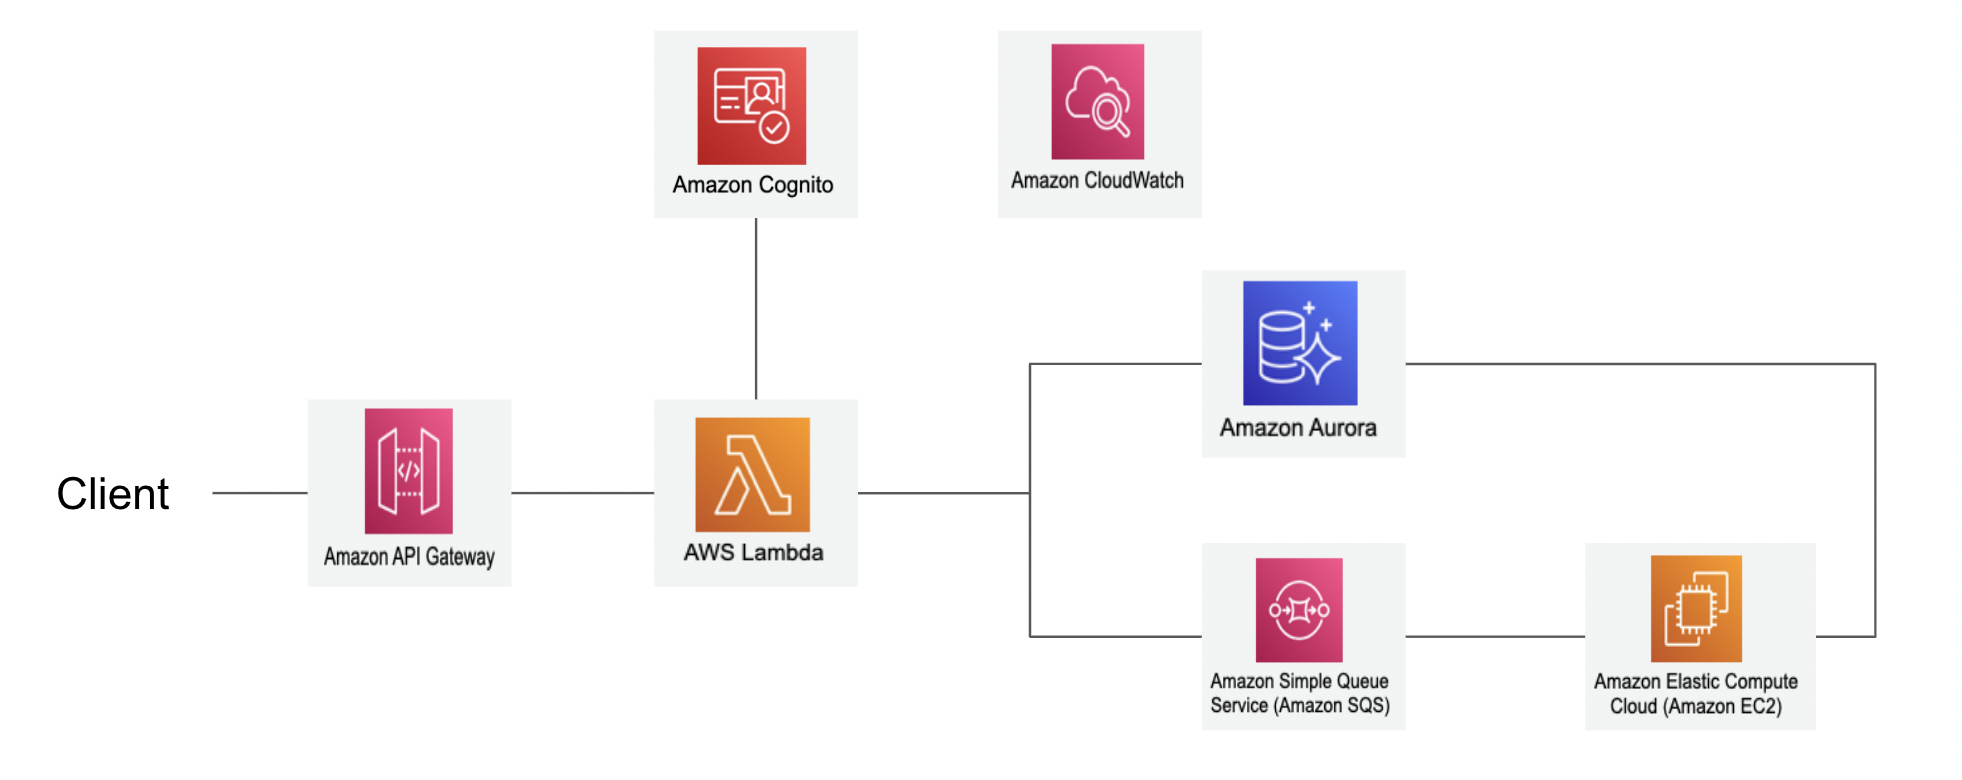 Amazon Cognito
Amazon CloudWatch
Amazon Aurora
Client
</>
Amazon API Gateway
AWS Lambda
Amazon Simple Queue
Service (Amazon SQS)
Amazon Elastic Compute
Cloud (Amazon EC2)